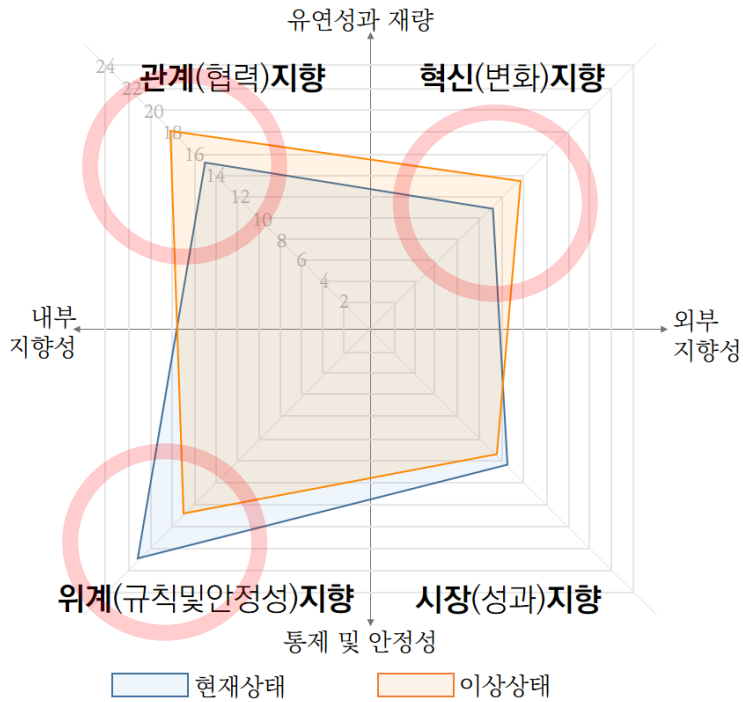 유연성과 재량
관계(협력)지향
혁신(변화)지향
24
22
20
18
16
14
12
10
8
6
4
2
내부
지향성
외부
지향성
위계(규칙및안정성)지향
시장(성과)지향
통제 및 안정성
현재상태
이상상태